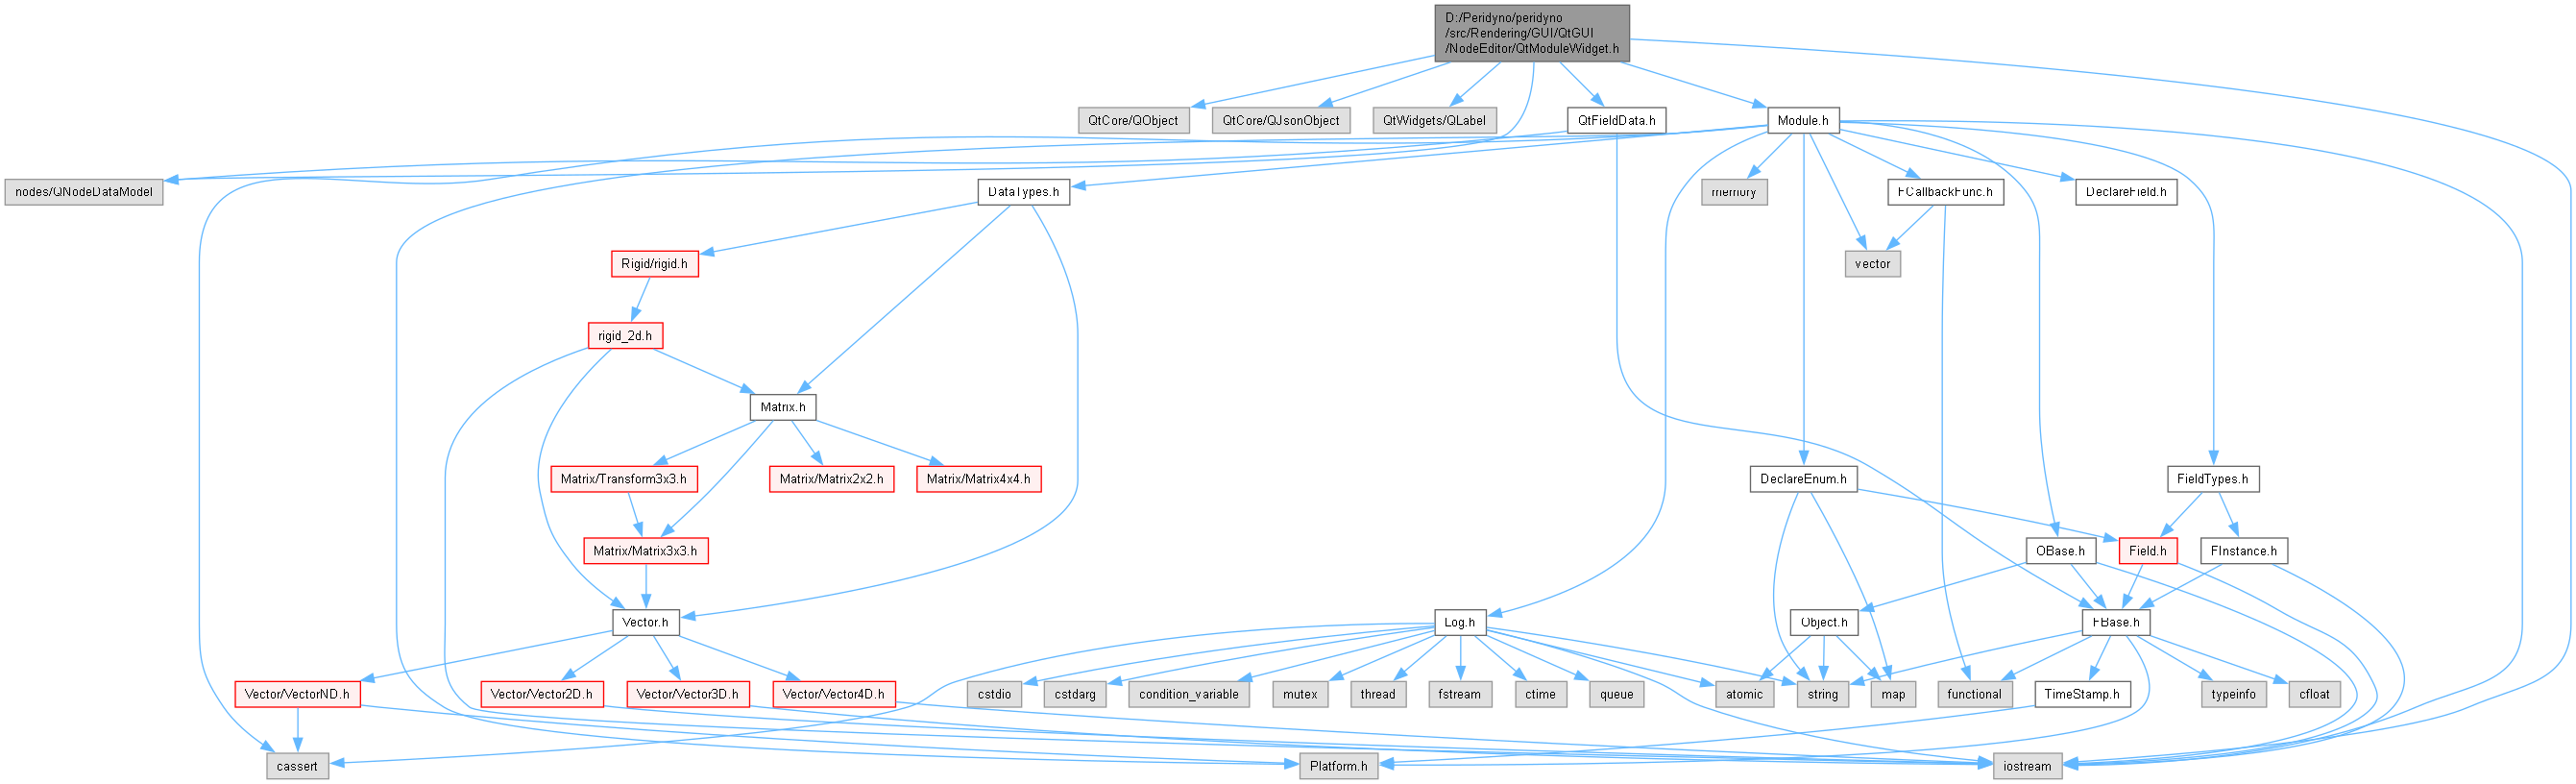 D:/Peridyno/peridyno
/src/Rendering/GUI/QtGUI
/NodeEditor/QtModuleWidget.h
QtCore/QObject
QtCore/QJsonObject
QtWidgets/QLabel
QtFieldData.h
Module.h
nodes/QNodeDataModel
DataTypes.h
memory
FCallbackFunc.h
DeclareField.h
Rigid/rigid.h
vector
rigid_2d.h
Matrix.h
Matrix/Transform3x3.h
Matrix/Matrix2x2.h
Matrix/Matrix4x4.h
DeclareEnum.h
FieldTypes.h
Matrix/Matrix3x3.h
OBase.h
Field.h
FInstance.h
Vector.h
Log.h
Object.h
FBase.h
Vector/VectorND.h
Vector/Vector2D.h
Vector/Vector3D.h
Vector/Vector4D.h
cstdio
cstdarg
condition_variable
mutex
thread
fstream
ctime
queue
atomic
string
map
functional
TimeStamp.h
typeinfo
cfloat
cassert
Platform.h
iostream